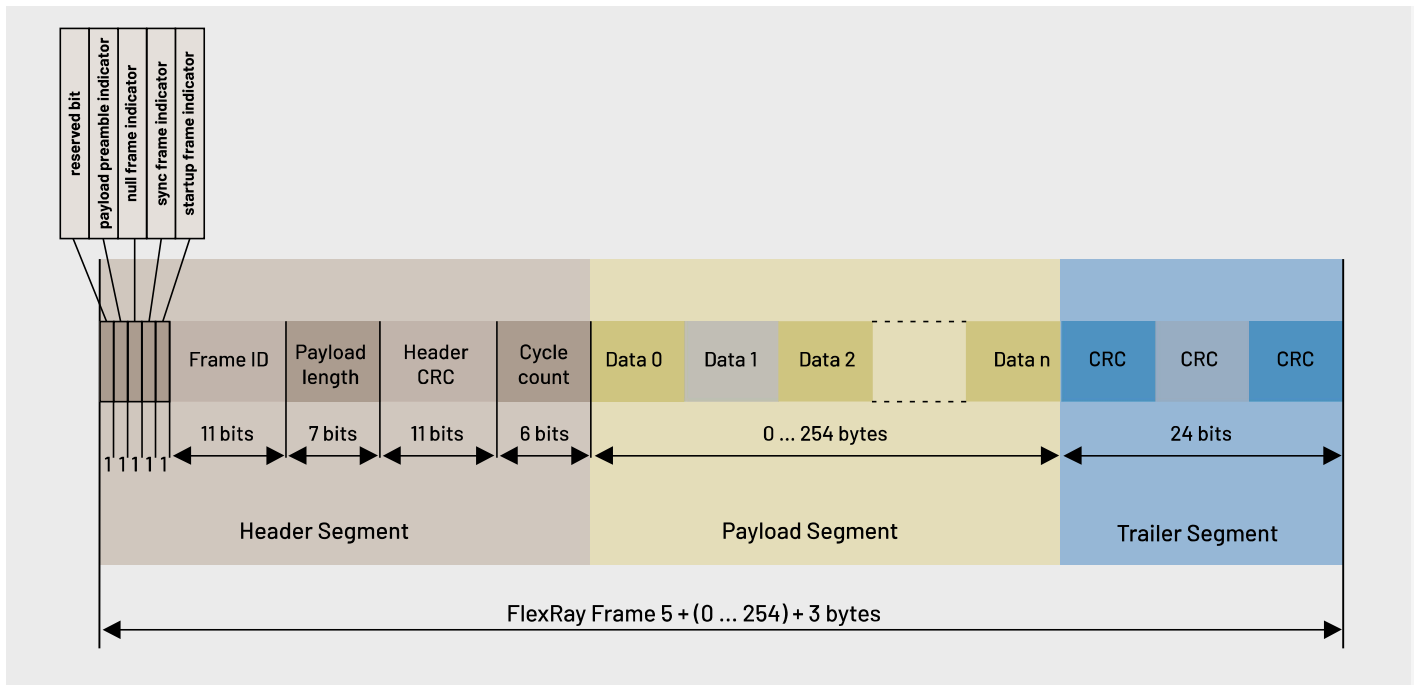 reserved bit
payload preamble indicator
null frame indicator
sync frame indicator
startup frame indicator
Frame ID
Payload
length
Header
CRC
Cycle
count
Data 0
Data 1
Data 2
Data n
CRC
CRC
CRC
1 1 1 1 1
11 bits
7 bits
11 bits
6 bits
0 ... 254 bytes
24 bits
Header Segment
Payload Segment
Trailer Segment
FlexRay Frame 5 + (0 ... 254) + 3 bytes